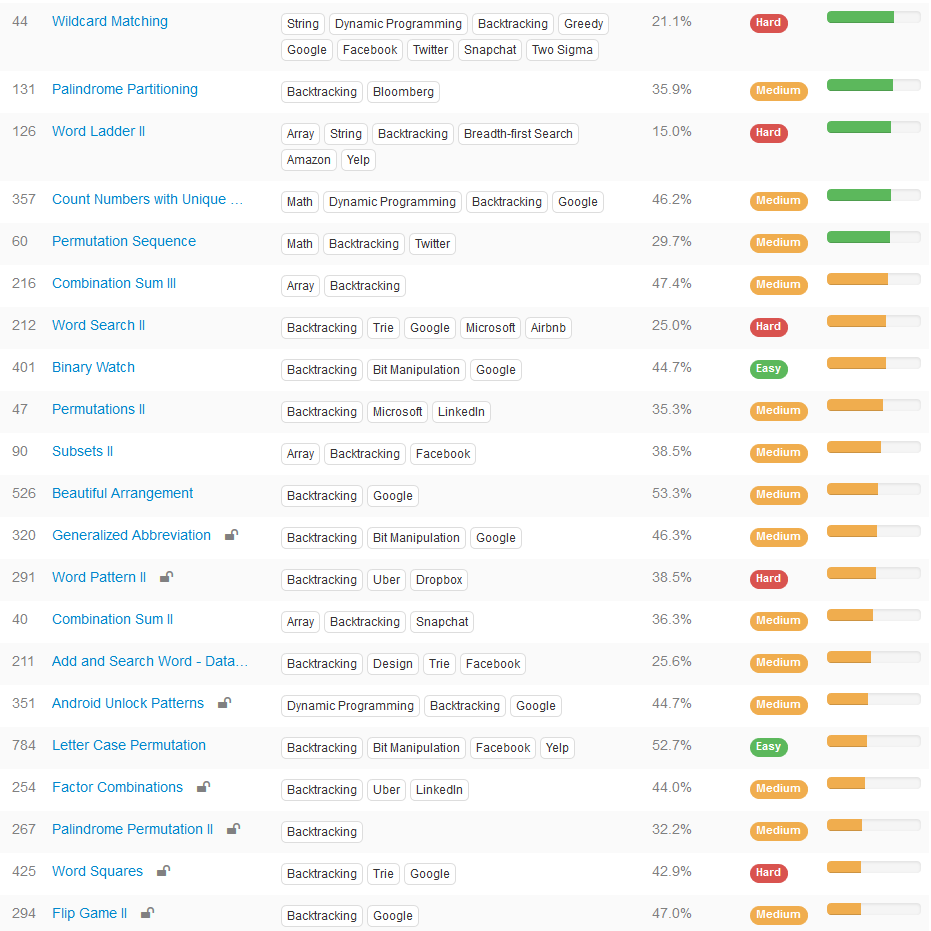 44 Wildcard Matching String Dynamic Programming Backtracking Greedy 21.1% Hard
Google Facebook Twitter Snapchat Two Sigma
131 Palindrome Partitioning Backtracking Bloomberg 35.9% Medium
126 Word Ladder II Array String Backtracking Breadth-first Search 15.0% Hard
Amazon Yelp
357 Count Numbers with Unique ... Math Dynamic Programming Backtracking Google 46.2% Medium
60 Permutation Sequence Math Backtracking Twitter 29.7% Medium
216 Combination Sum III Array Backtracking 47.4% Medium
212 Word Search II Backtracking Trie Google Microsoft Airbnb 25.0% Hard
401 Binary Watch Backtracking Bit Manipulation Google 44.7% Easy
47 Permutations II Backtracking Microsoft LinkedIn 35.3% Medium
90 Subsets II Array Backtracking Facebook 38.5% Medium
526 Beautiful Arrangement Backtracking Google 53.3% Medium
320 Generalized Abbreviation Backtracking Bit Manipulation Google 46.3% Medium
291 Word Pattern II Backtracking Uber Dropbox 38.5% Hard
40 Combination Sum II Array Backtracking Snapchat 36.3% Medium
211 Add and Search Word - Data... Backtracking Design Trie Facebook 25.6% Medium
351 Android Unlock Patterns Dynamic Programming Backtracking Google 44.7% Medium
784 Letter Case Permutation Backtracking Bit Manipulation Facebook Yelp 52.7% Easy
254 Factor Combinations Backtracking Uber LinkedIn 44.0% Medium
267 Palindrome Permutation II Backtracking 32.2% Medium
425 Word Squares Backtracking Trie Google 42.9% Hard
294 Flip Game II Backtracking Google 47.0% Medium